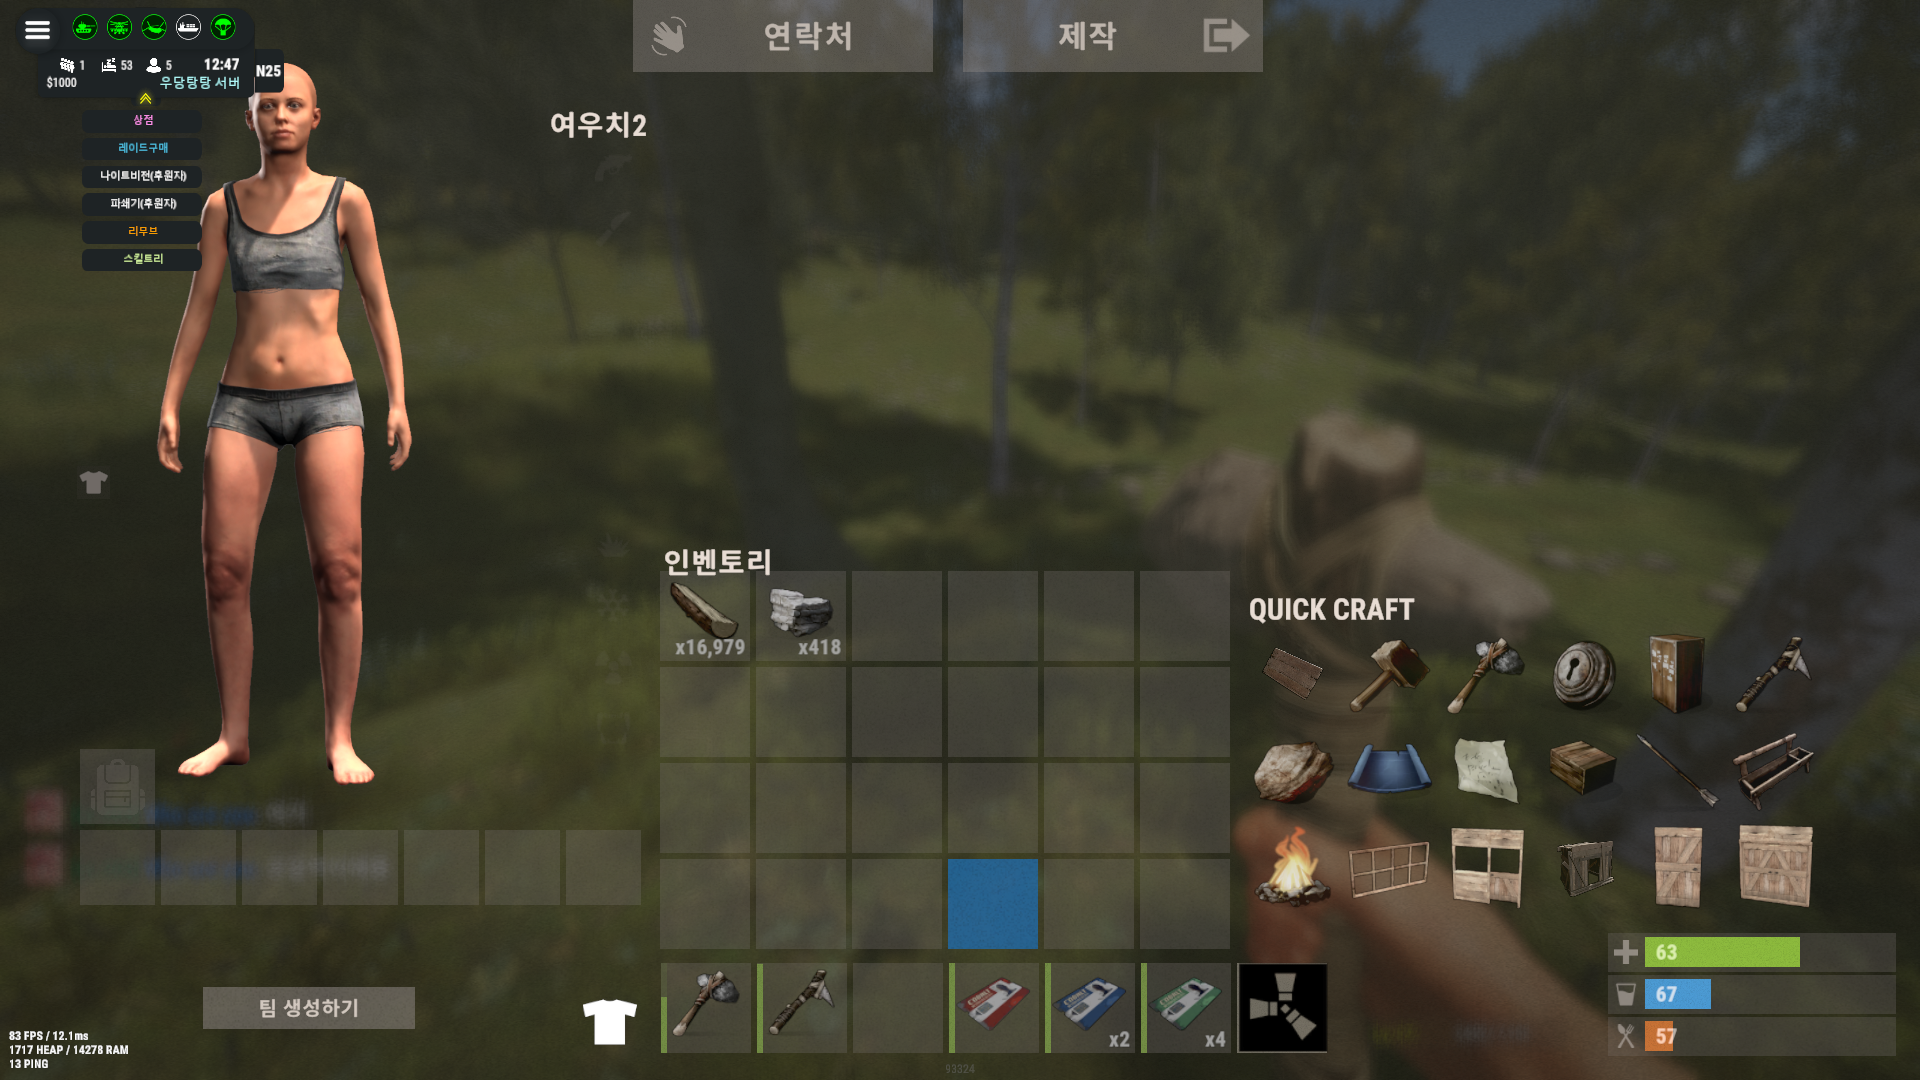 연락처
제작
1
53
5
12:47
N25
$1000
우당탕탕 서버
상점
레이드구매
나이트비전(후원자)
파쇄기(후원자)
리무브
스킬트리
여우치2
인벤토리
x16,979
x418
QUICK CRAFT
63
67
57
x2
x4
팀 생성하기
83 FPS / 12.1ms
1717 HEAP / 14278 RAM
13 PING
93324